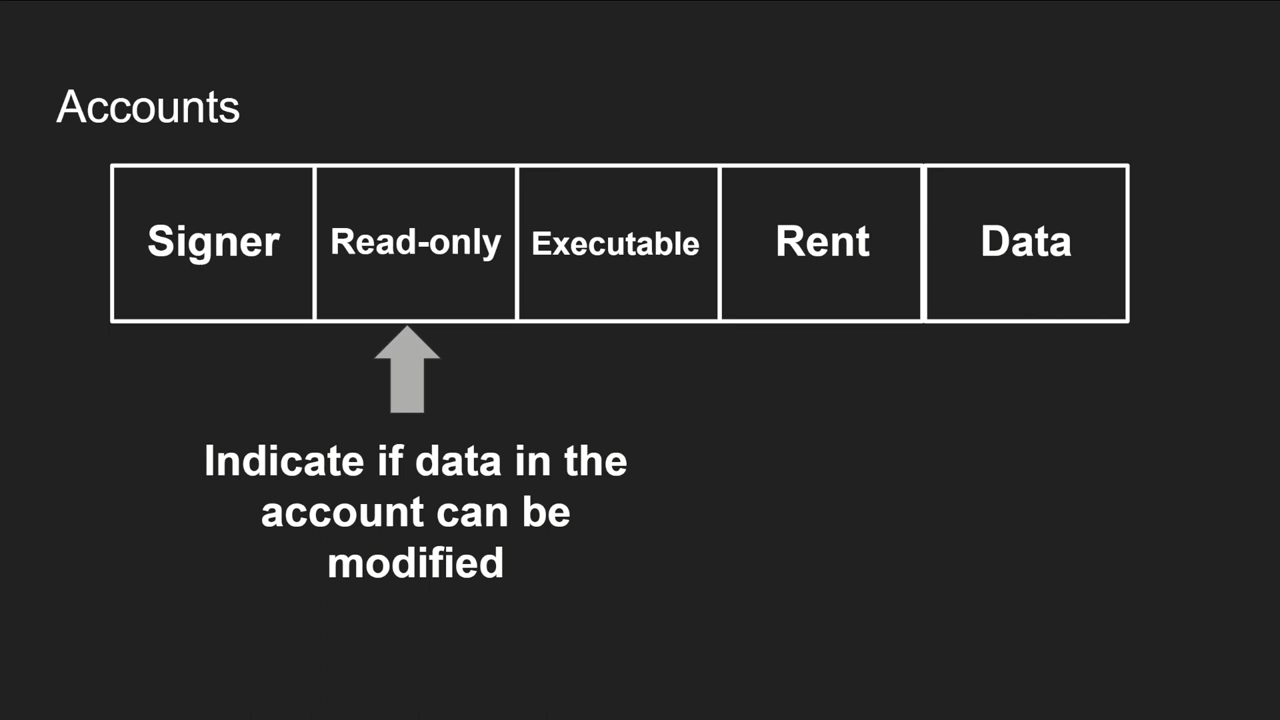 Accounts
Signer
Read-only
Executable
Rent
Data
Indicate if data in the
account can be
modified